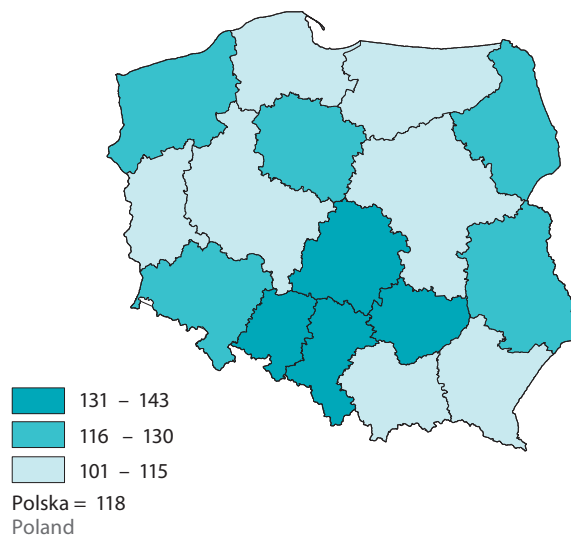 131 – 143
116 – 130
101 – 115
Polska = 118
Poland